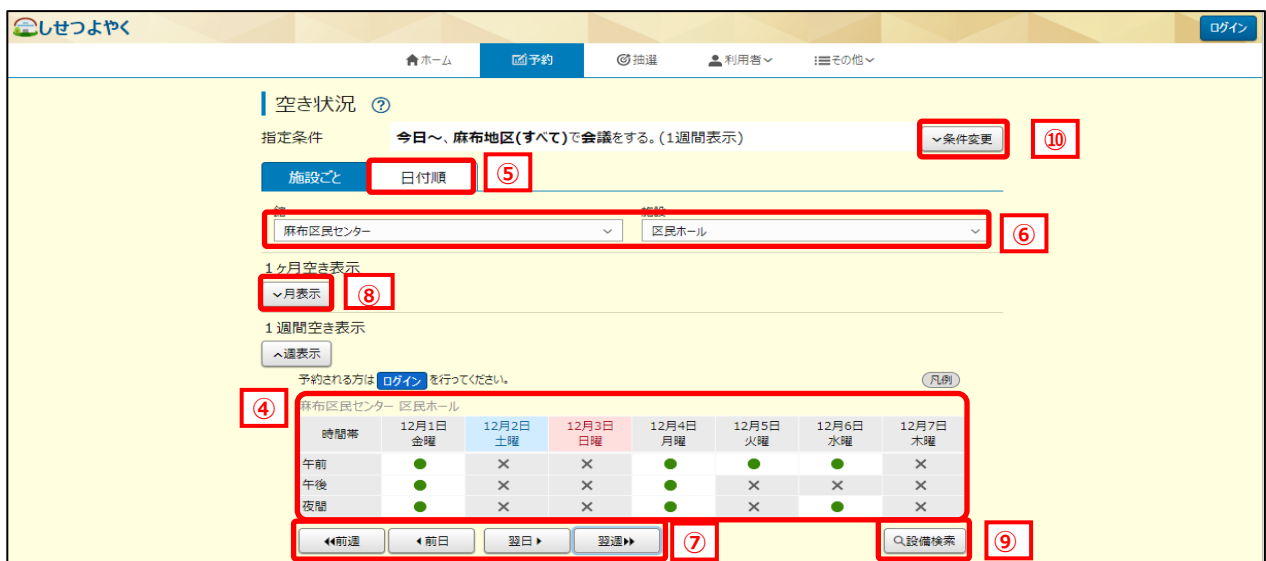 しせつよやく ログイン
ホーム 予約 抽選 利用者 その他
空き状況 ?
指定条件 今日～、麻布地区(すべて)で会議をする。(1週間表示) 条件変更 ⑩
施設ごと 日付順 ⑤
館 施設
麻布区民センター 区民ホール ⑥
1ヶ月空き表示
月表示 ⑧
1週間空き表示
週表示
予約される方は ログイン を行ってください。 凡例
④ 麻布区民センター 区民ホール
時間帯 12月1日 12月2日 12月3日 12月4日 12月5日 12月6日 12月7日
金曜 土曜 日曜 月曜 火曜 水曜 木曜
午前 ● × × ● ● ● ×
午後 ● × × ● × × ×
夜間 ● × × ● × ● ×
前週 前日 翌日 翌週 ⑦ 設備検索 ⑨